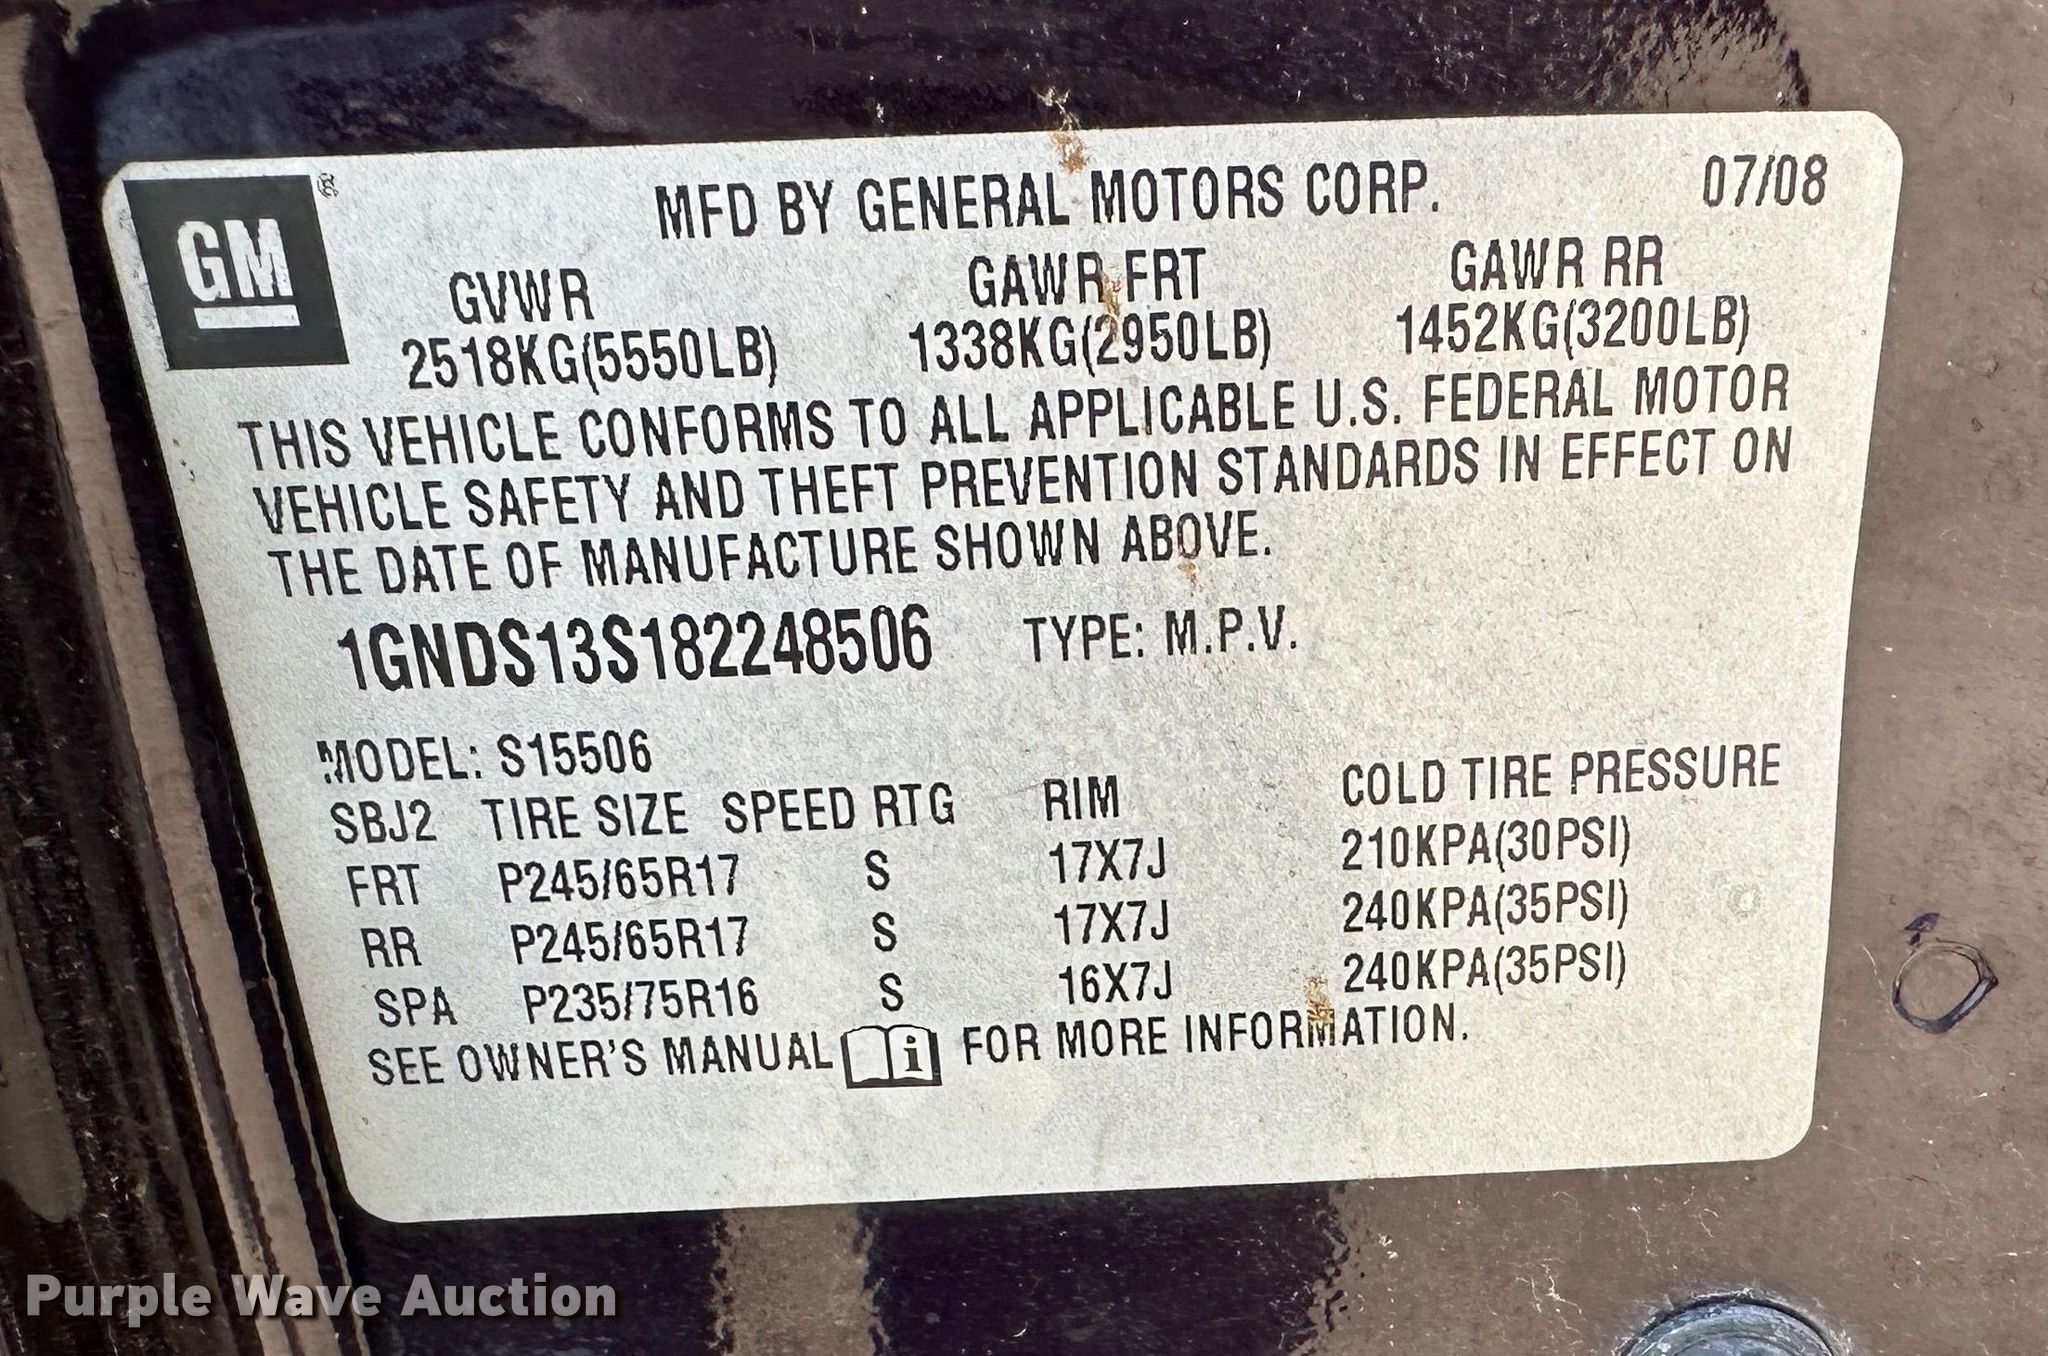 GM ® MFD BY GENERAL MOTORS CORP. 07/08
GVWR GAWR FRT GAWR RR
2518KG(5550LB) 1338KG(2950LB) 1452KG(3200LB)
THIS VEHICLE CONFORMS TO ALL APPLICABLE U.S. FEDERAL MOTOR
VEHICLE SAFETY AND THEFT PREVENTION STANDARDS IN EFFECT ON
THE DATE OF MANUFACTURE SHOWN ABOVE.
1GNDS13S182248506 TYPE: M.P.V.
MODEL: S15506
SBJ2 TIRE SIZE SPEED RTG RIM COLD TIRE PRESSURE
FRT P245/65R17 S 17X7J 210KPA(30PSI)
RR P245/65R17 S 17X7J 240KPA(35PSI)
SPA P235/75R16 S 16X7J 240KPA(35PSI)
SEE OWNER'S MANUAL i FOR MORE INFORMATION.
Purple Wave Auction